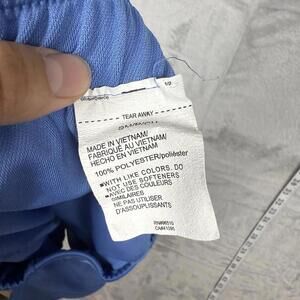 TEAR AWAY
MADE IN VIETNAM/
FABRIQUÉ AU VIETNAM/
HECHO EN VIETNAM
100% POLYESTER/poliéster
WITH LIKE COLORS. DO
NOT USE SOFTENERS
AVEC DES COULEURS
SIMILAIRES
NE PAS UTILISER
D'ASSOUPLISSANTS